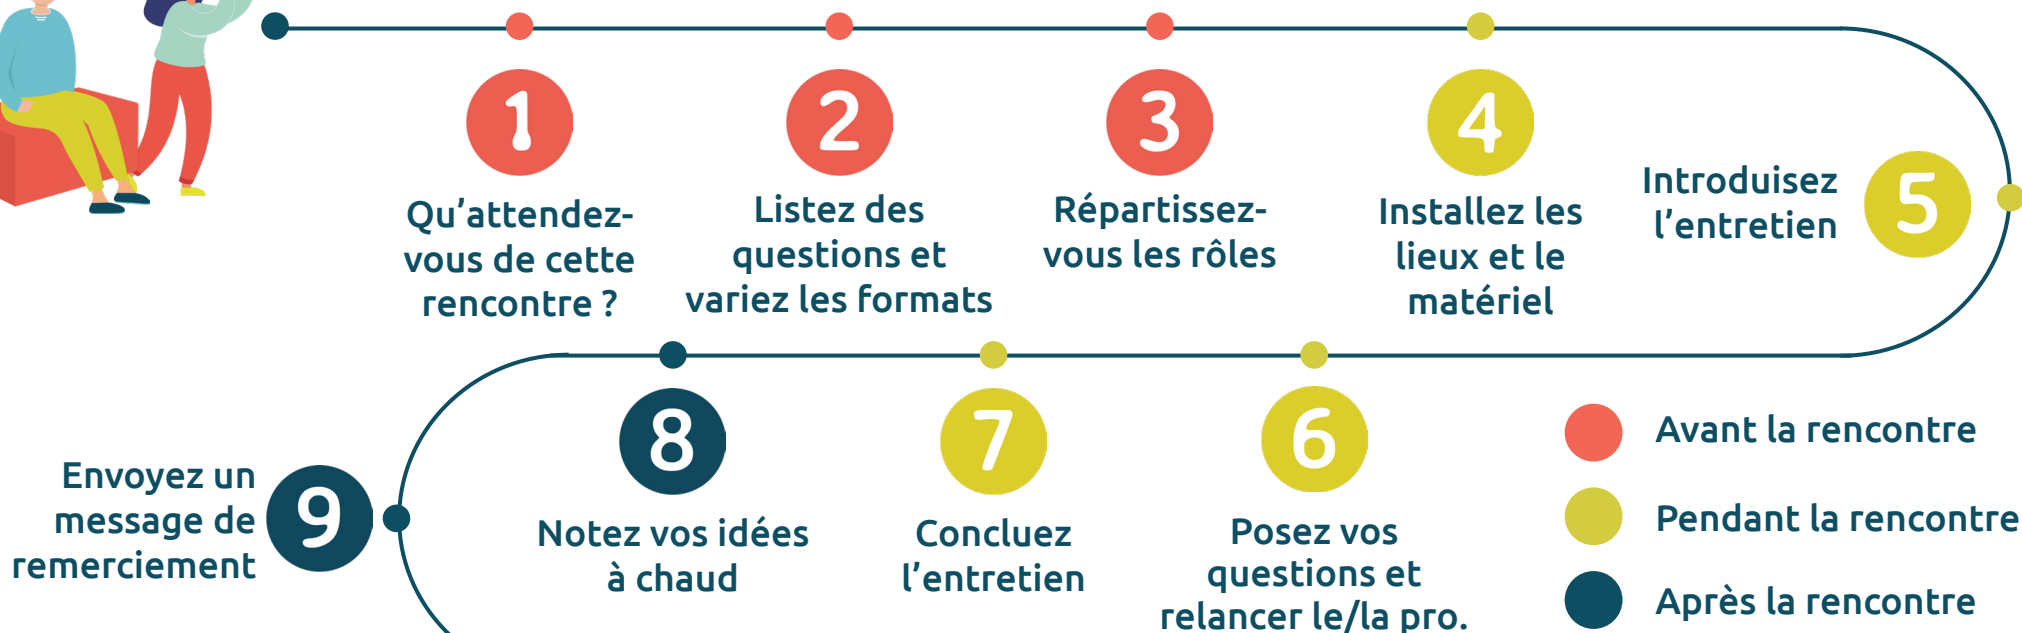 1
Qu’attendez-
vous de cette
rencontre ?
2
Listez des
questions et
variez les formats
3
Répartissez-
vous les rôles
4
Installez les
lieux et le
matériel
5
Introduisez
l’entretien
6
Posez vos
questions et
relancer le/la pro.
7
Concluez
l’entretien
8
Notez vos idées
à chaud
9
Envoyez un
message de
remerciement
Avant la rencontre
Pendant la rencontre
Après la rencontre